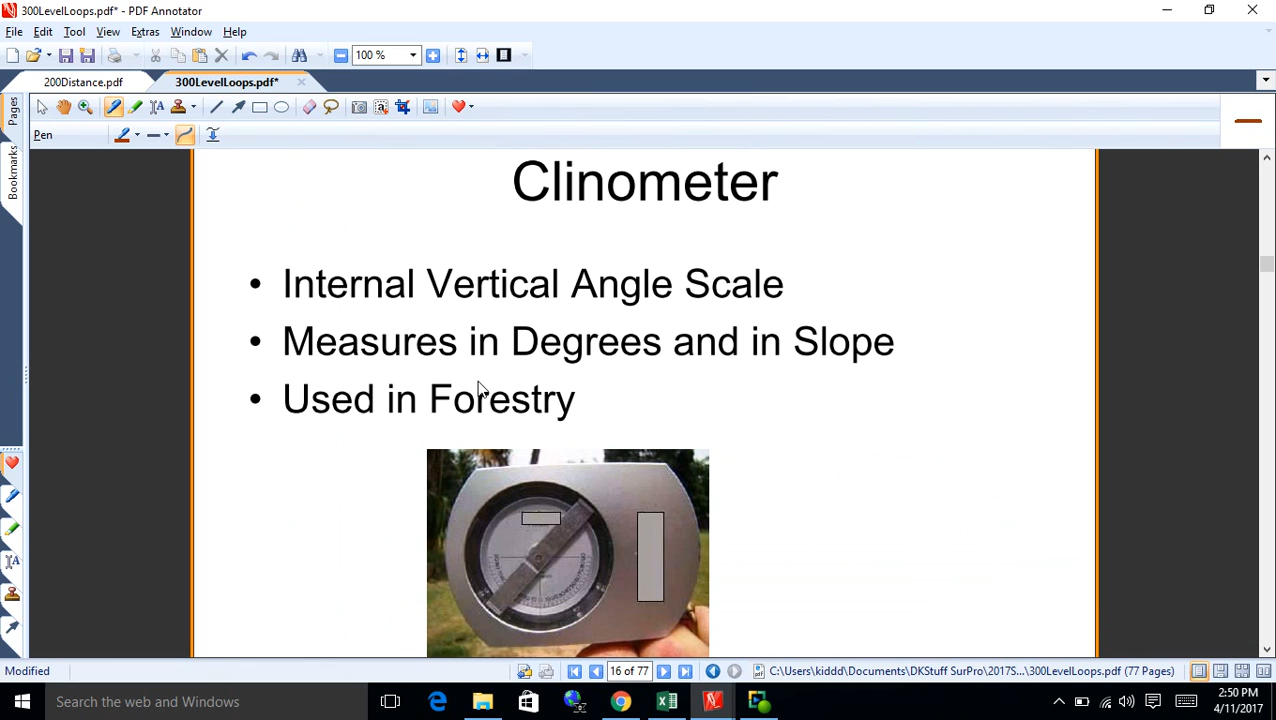 300LevelLoops.pdf* - PDF Annotator
File Edit Tool View Extras Window Help
100 %
200Distance.pdf 300LevelLoops.pdf*
Pen
Pages
Bookmarks
Clinometer
• Internal Vertical Angle Scale
• Measures in Degrees and in Slope
• Used in Forestry
Modified
16 of 77
C:\Users\kiddd\Documents\DKStuff SurPro\2017S...\300LevelLoops.pdf (77 Pages)
Search the web and Windows
2:50 PM
4/11/2017